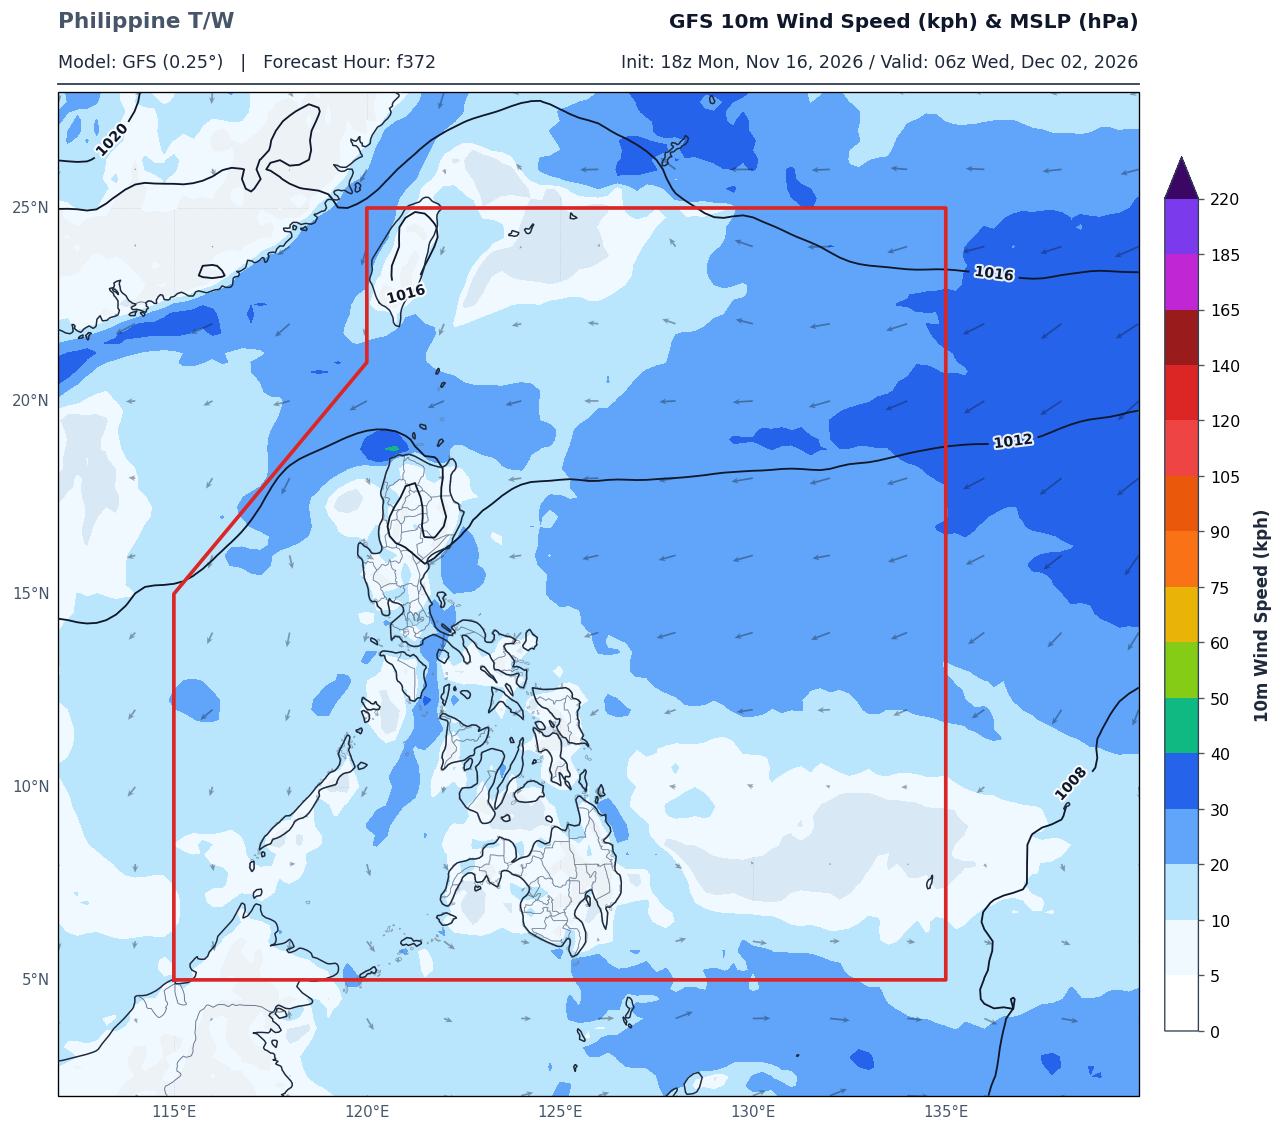 Philippine T/W
GFS 10m Wind Speed (kph) & MSLP (hPa)
Model: GFS (0.25°)   |   Forecast Hour: f372
Init: 18z Mon, Nov 16, 2026 / Valid: 06z Wed, Dec 02, 2026
1020
1016
1016
1012
1008
25°N
20°N
15°N
10°N
5°N
115°E
120°E
125°E
130°E
135°E
220
185
165
140
120
105
90
75
60
50
40
30
20
10
5
0
10m Wind Speed (kph)